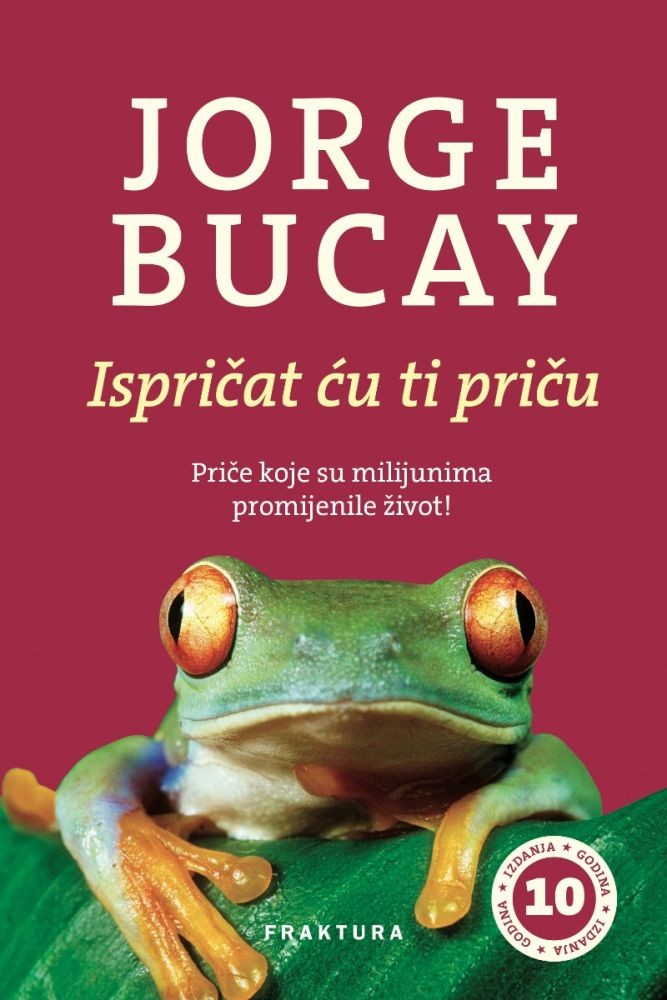 JORGE
BUCAY
Ispričat ću ti priču
Priče koje su milijunima
promijenile život!
FRAKTURA
10
GODINA ★ IZDANJA ★ GODINA ★ IZDANJA ★